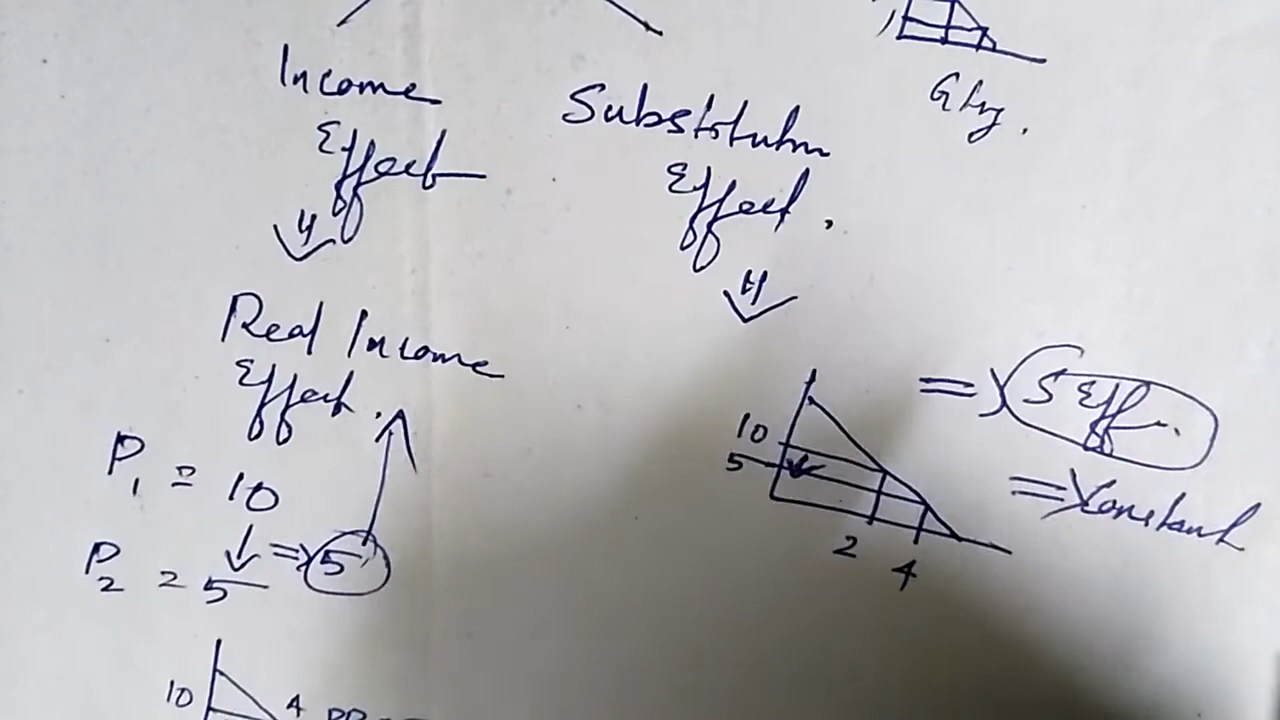 Income
Effect
Substitution
Effect.
Real Income
Effect.
P1 = 10
P2 = 5 => 5
10
5
2
4
=> S Eff.
=> Constant
10
4